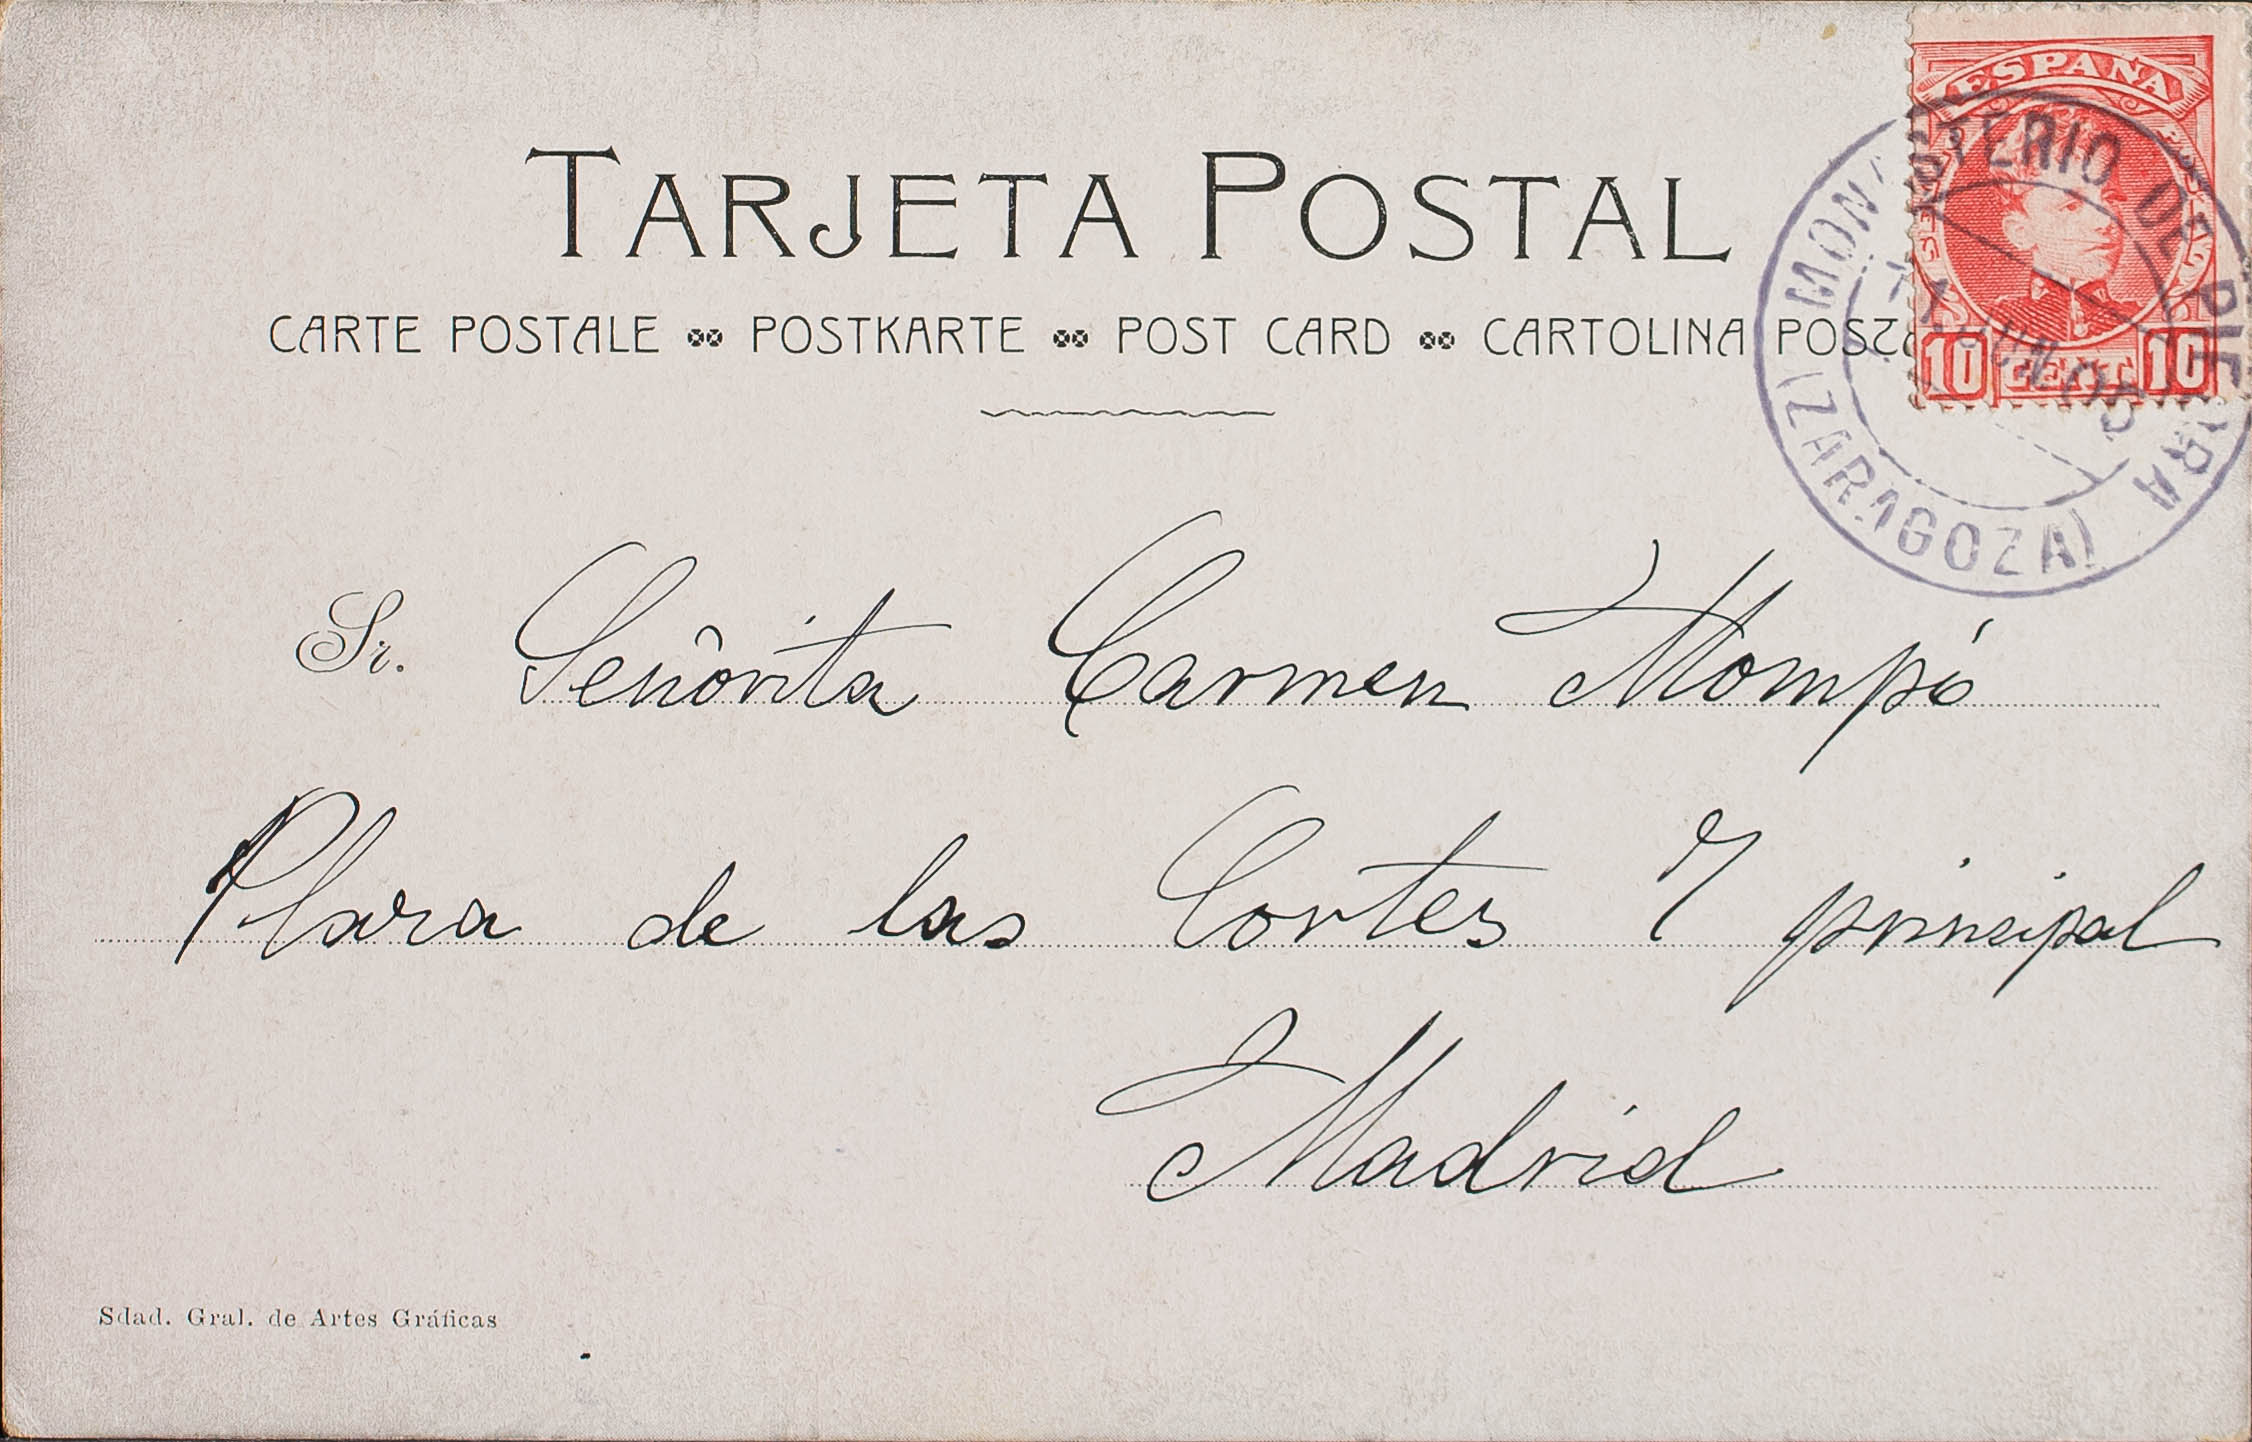 ESPAÑA
TARJETA POSTAL
CARTE POSTALE POSTKARTE POST CARD CARTOLINA POSTA
10 CENT 10
MONASTERIO DE PIEDRA
(ZARAGOZA)
Sr. Señorita Carmen Mompó
Plaza de las Cortes 7 principal
Madrid
Sdad. Gral. de Artes Gráficas